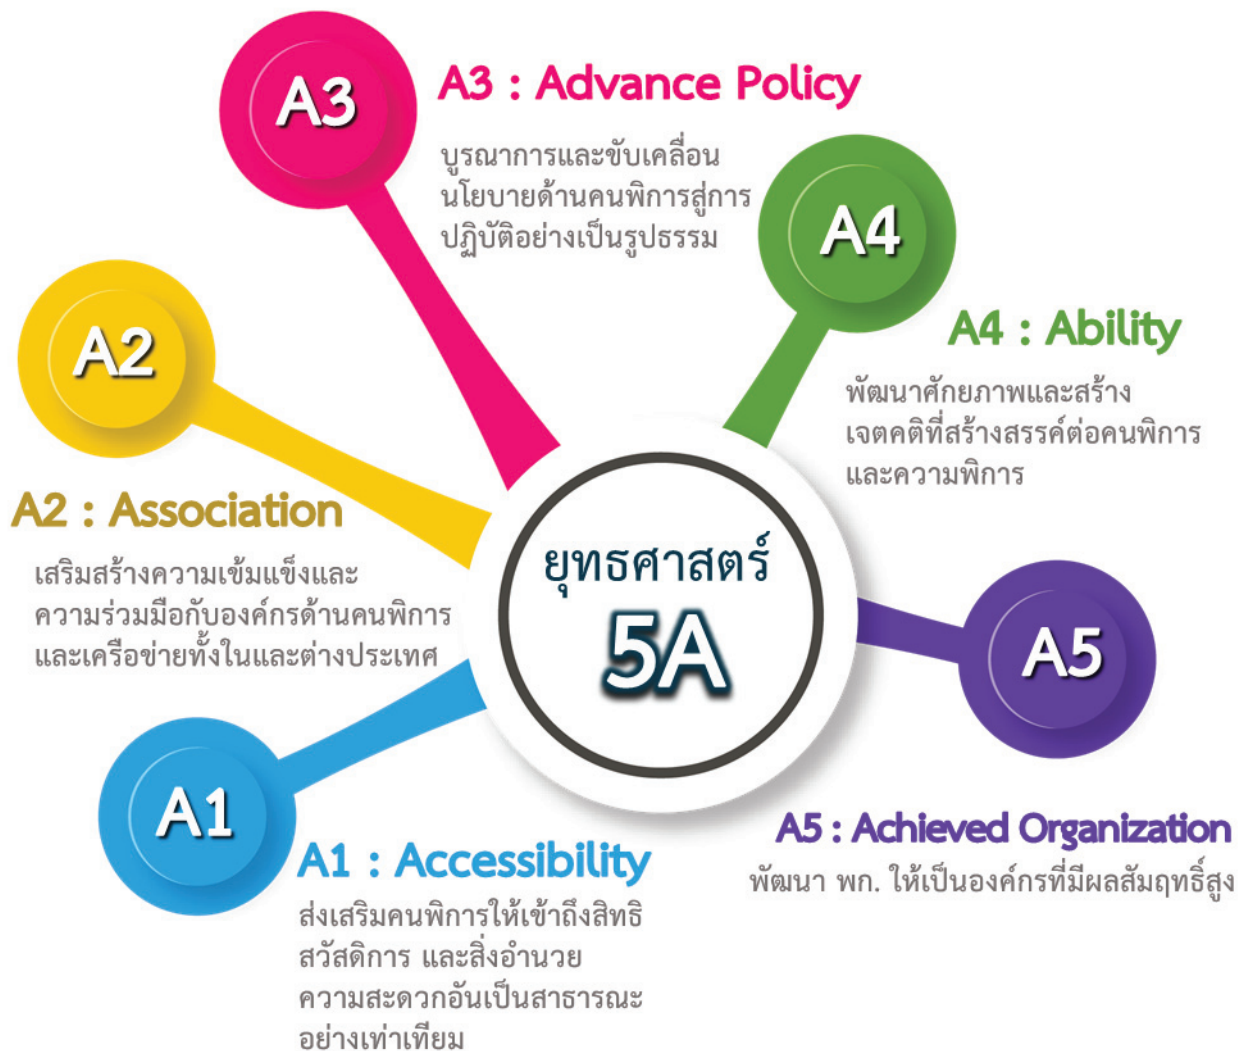 A3
A3 : Advance Policy
บูรณาการและขับเคลื่อน
นโยบายด้านคนพิการสู่การ
ปฏิบัติอย่างเป็นรูปธรรม
A4
A4 : Ability
พัฒนาศักยภาพและสร้าง
เจตคติที่สร้างสรรค์ต่อคนพิการ
และความพิการ
A2
A2 : Association
เสริมสร้างความเข้มแข็งและ
ความร่วมมือกับองค์กรด้านคนพิการ
และเครือข่ายทั้งในและต่างประเทศ
ยุทธศาสตร์
5A
A5
A5 : Achieved Organization
พัฒนา พก. ให้เป็นองค์กรที่มีผลสัมฤทธิ์สูง
A1
A1 : Accessibility
ส่งเสริมคนพิการให้เข้าถึงสิทธิ
สวัสดิการ และสิ่งอำนวย
ความสะดวกอันเป็นสาธารณะ
อย่างเท่าเทียม